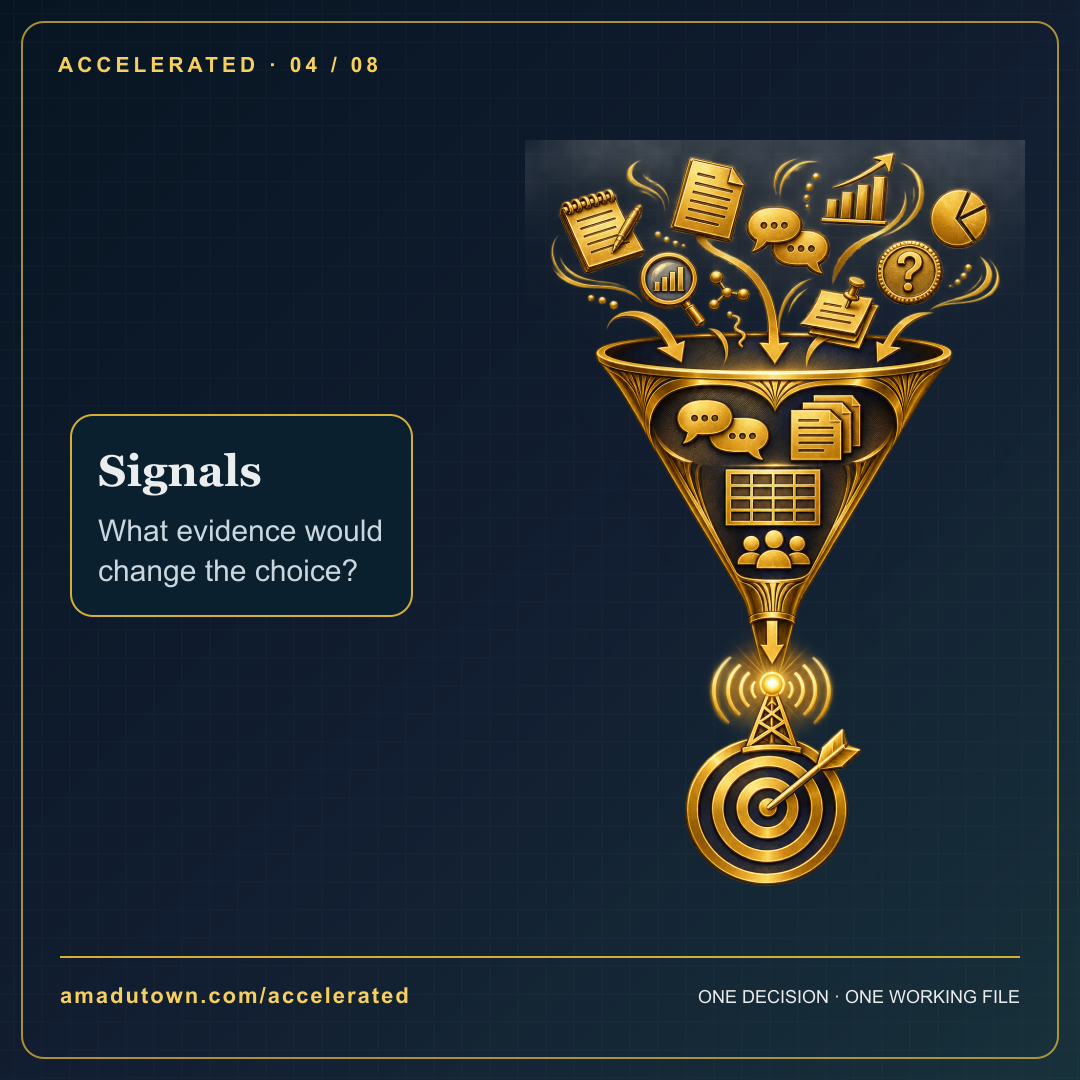 ACCELERATED · 04 / 08
Signals
What evidence would
change the choice?
amadutown.com/accelerated
ONE DECISION · ONE WORKING FILE